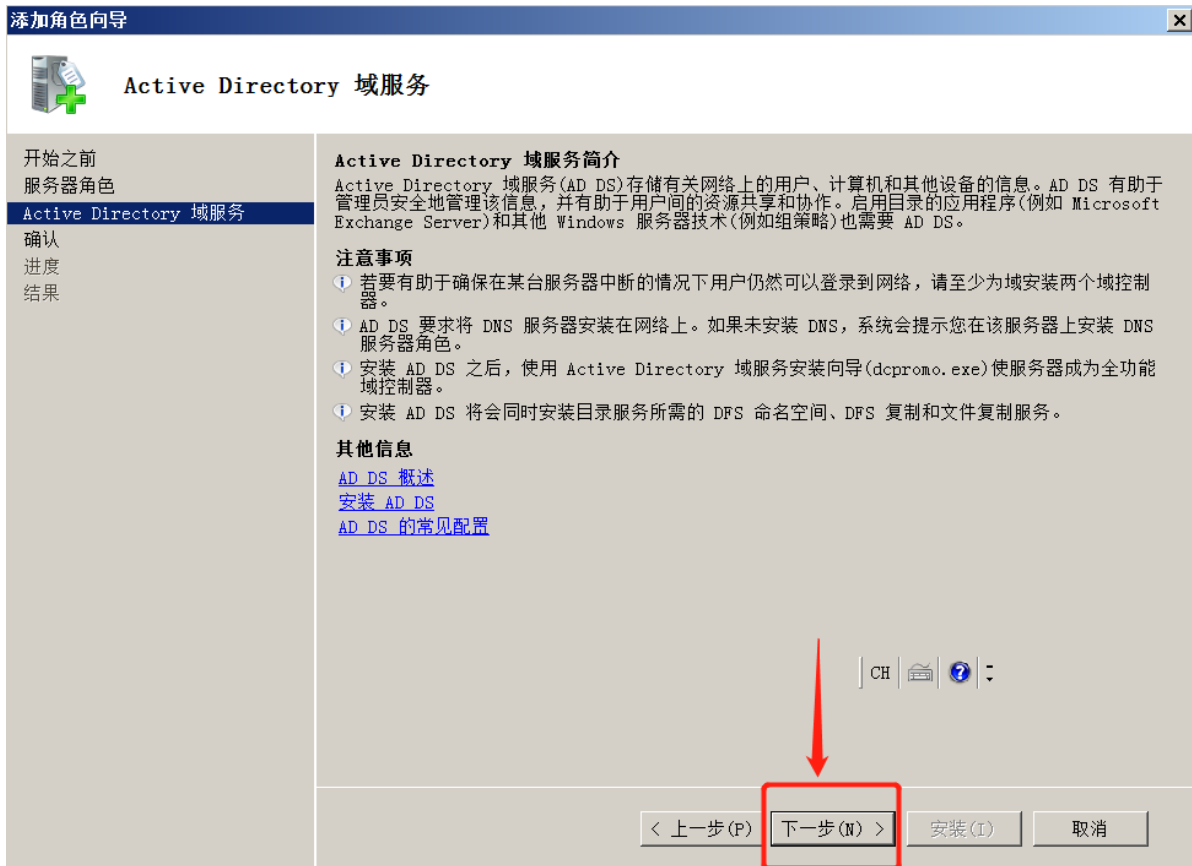 添加角色向导
Active Directory 域服务
开始之前
服务器角色
Active Directory 域服务
确认
进度
结果
Active Directory 域服务简介
Active Directory 域服务(AD DS)存储有关网络上的用户、计算机和其他设备的信息。AD DS 有助于
管理员安全地管理该信息，并有助于用户间的资源共享和协作。启用目录的应用程序(例如 Microsoft
Exchange Server)和其他 Windows 服务器技术(例如组策略)也需要 AD DS。
注意事项
若要有助于确保在某台服务器中断的情况下用户仍然可以登录到网络，请至少为域安装两个域控制
器。
AD DS 要求将 DNS 服务器安装在网络上。如果未安装 DNS，系统会提示您在该服务器上安装 DNS
服务器角色。
安装 AD DS 之后，使用 Active Directory 域服务安装向导(dcpromo.exe)使服务器成为全功能
域控制器。
安装 AD DS 将会同时安装目录服务所需的 DFS 命名空间、DFS 复制和文件复制服务。
其他信息
AD DS 概述
安装 AD DS
AD DS 的常见配置
CH
< 上一步(P) 下一步(N) > 安装(I) 取消